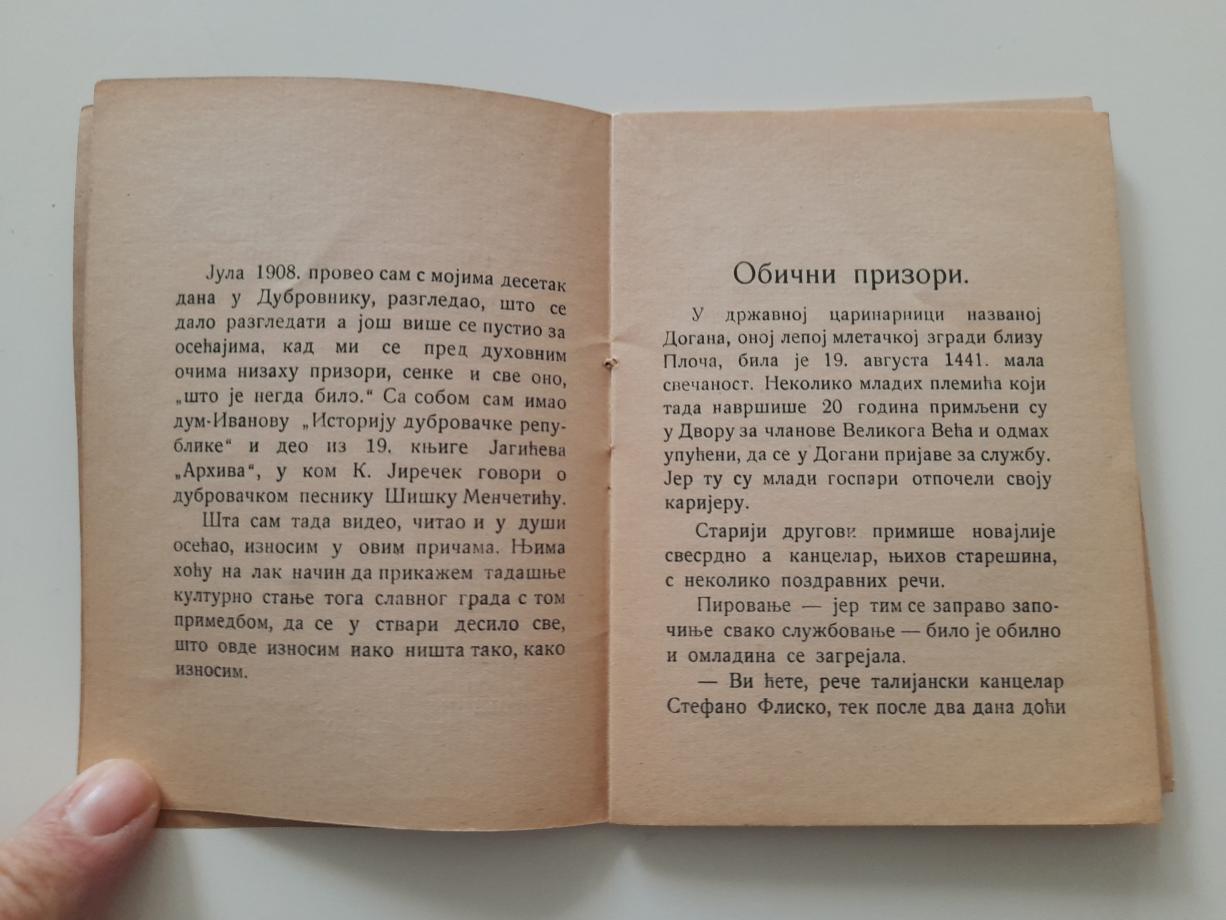 Јула 1908. провео сам с мојима десетак
дана у Дубровнику, разгледао, што се
дало разгледати а још више се пустио за
осећајима, кад ми се пред духовним
очима низаху призори, сенке и све оно,
„што је негда било.“ Са собом сам имао
дум-Иванову „Историју дубровачке репу-
блике“ и део из 19. књиге Јагићева
„Архива“, у ком К. Јиречек говори о
дубровачком песнику Шишку Менчетићу.
Шта сам тада видео, читао и у души
осећао, износим у овим причама. Њима
хоћу на лак начин да прикажем тадашње
културно стање тога славног града с том
примедбом, да се у ствари десило све,
што овде износим иако ништа тако, како
износим.
Обични призори.
У државној царинарници названој
Догана, оној лепој млетачкој згради близу
Плоча, била је 19. августа 1441. мала
свечаност. Неколико младих племића који
тада навршише 20 година примљени су
у Двору за чланове Великога Већа и одмах
упућени, да се у Догани пријаве за службу.
Јер ту су млади госпари отпочели своју
каријеру.
Старији другови примише новајлије
свесрдно а канцелар, њихов старешина,
с неколико поздравних речи.
Пировање — јер тим се заправо запо-
чиње свако службовање — било је обилно
и омладина се загрејала.
— Ви ћете, рече талијански канцелар
Стефано Флиско, тек после два дана доћи